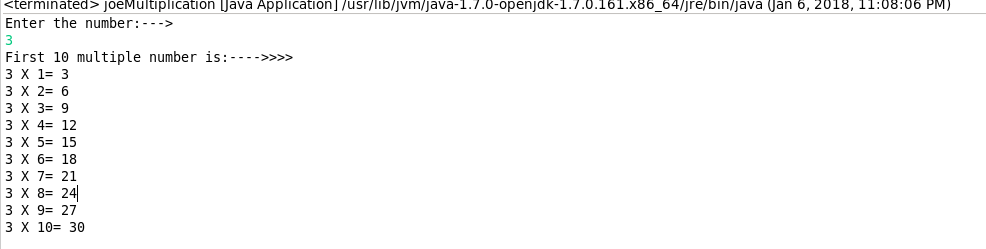 <terminated> joeMultiplication [Java Application] /usr/lib/jvm/java-1.7.0-openjdk-1.7.0.161.x86_64/jre/bin/java (Jan 6, 2018, 11:08:06 PM)
Enter the number:--->
3
First 10 multiple number is:---->>>>
3 X 1= 3
3 X 2= 6
3 X 3= 9
3 X 4= 12
3 X 5= 15
3 X 6= 18
3 X 7= 21
3 X 8= 24
3 X 9= 27
3 X 10= 30